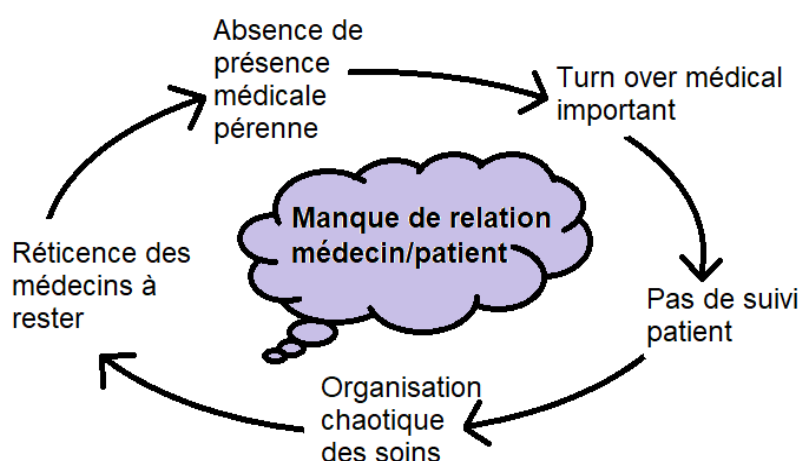 Absence de
présence
médicale
pérenne
Turn over médical
important
Manque de relation
médecin/patient
Réticence des
médecins à
rester
Pas de suivi
patient
Organisation
chaotique
des soins